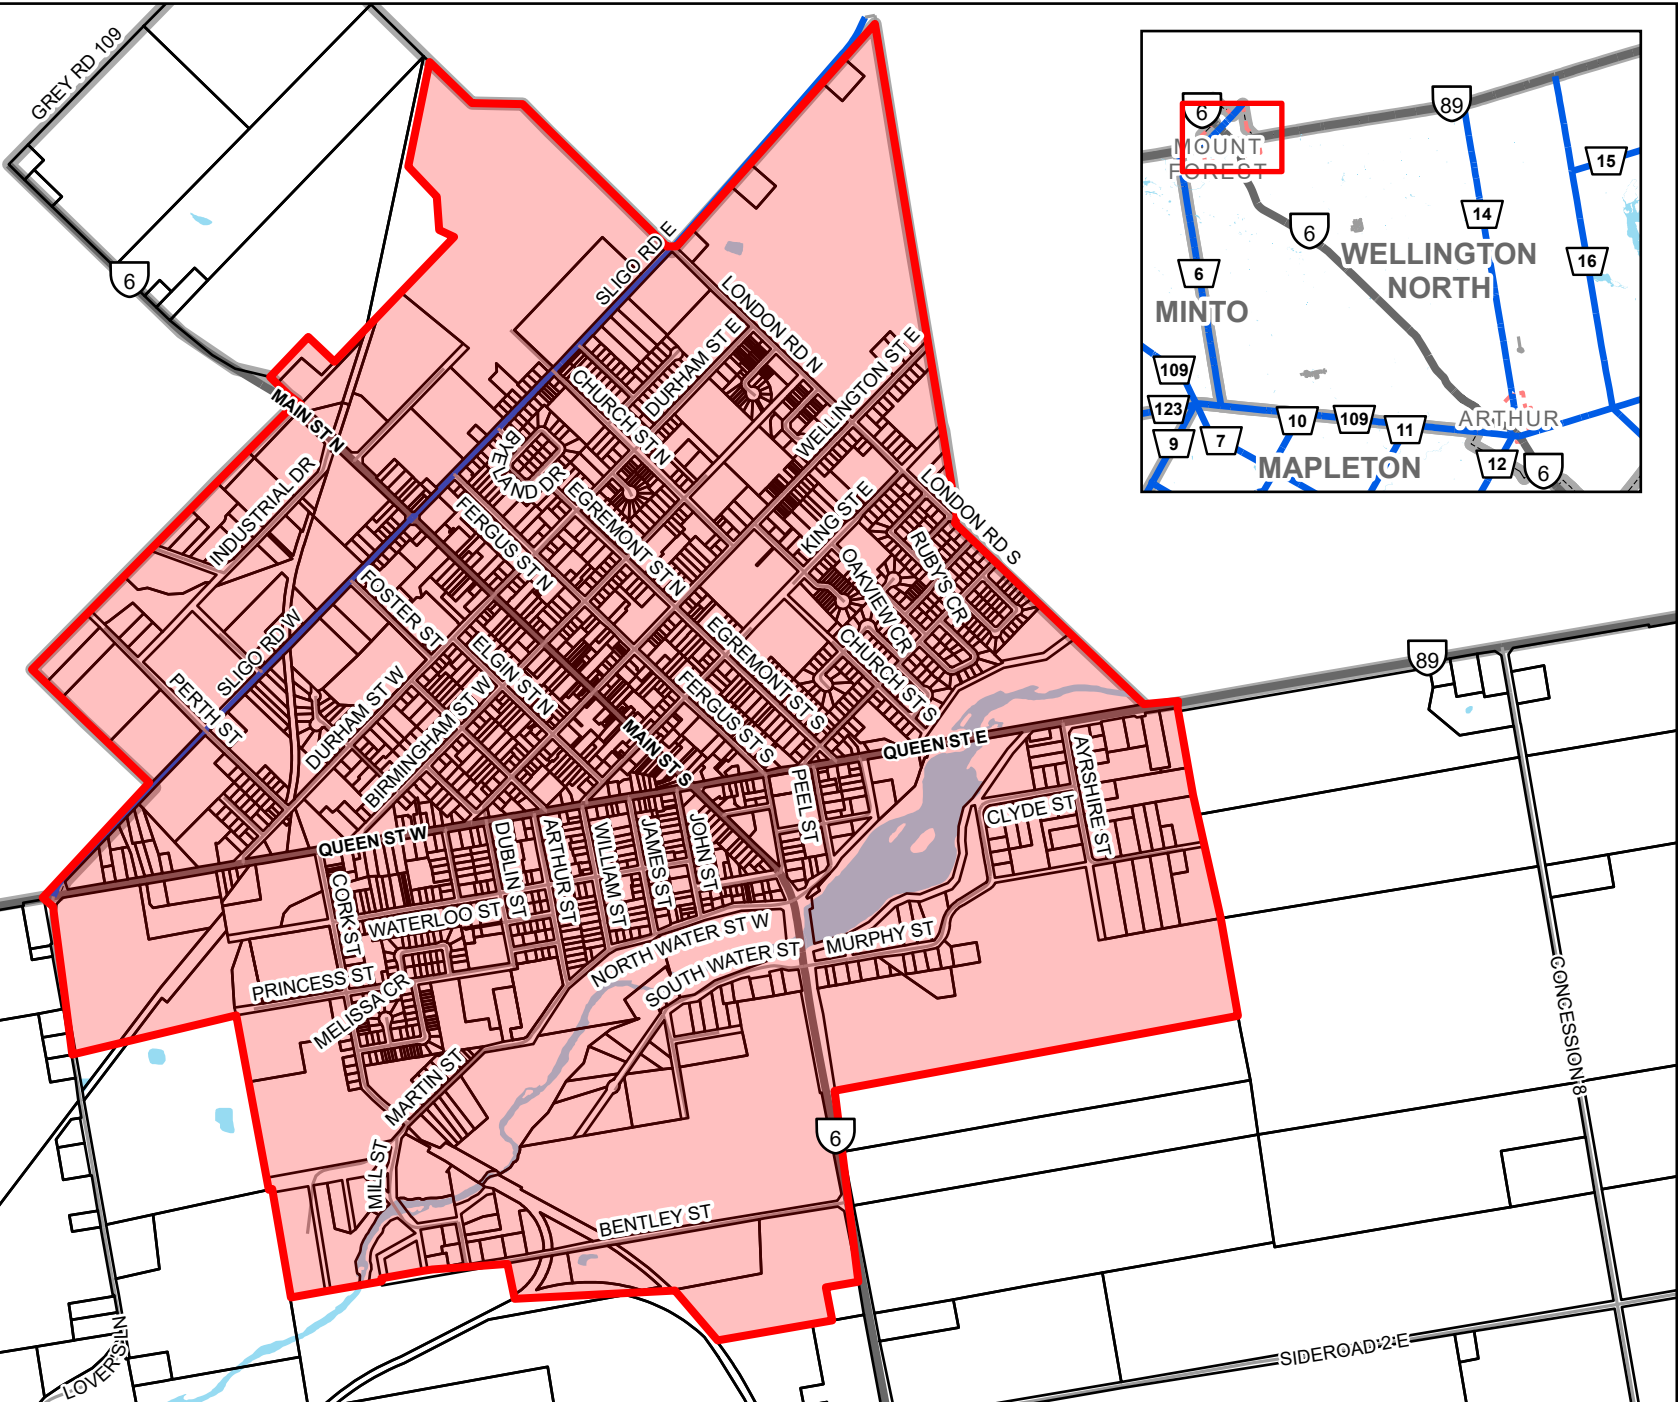 GREY RD 109
6
SLIGO RD E
LONDON RD N
DURHAM ST E
CHURCH ST N
WELLINGTON ST E
MAIN ST N
INDUSTRIAL DR
BIRELAND DR
EGREMONT ST N
FERGUS ST N
KING ST E
LONDON RD S
OAKVIEW CR
RUBY'S CR
FOSTER ST
SLIGO RD W
ELGIN ST N
EGREMONT ST S
CHURCH ST S
PERTH ST
DURHAM ST W
BIRMINGHAM ST W
FERGUS ST S
MAIN ST S
QUEEN ST E
AYRSHIRE ST
PEEL ST
CLYDE ST
QUEEN ST W
DUBLIN ST
ARTHUR ST
WILLIAM ST
JAMES ST
JOHN ST
CORK ST
WATERLOO ST
NORTH WATER ST W
SOUTH WATER ST
MURPHY ST
PRINCESS ST
MELISSA CR
MARTIN ST
MILL ST
BENTLEY ST
6
LOVER'S LN
SIDEROAD 2 E
CONCESSION 8
89
6
89
MOUNT
FOREST
15
14
6
WELLINGTON
NORTH
16
6
MINTO
109
123
9
7
10
109
11
ARTHUR
MAPLETON
12
6